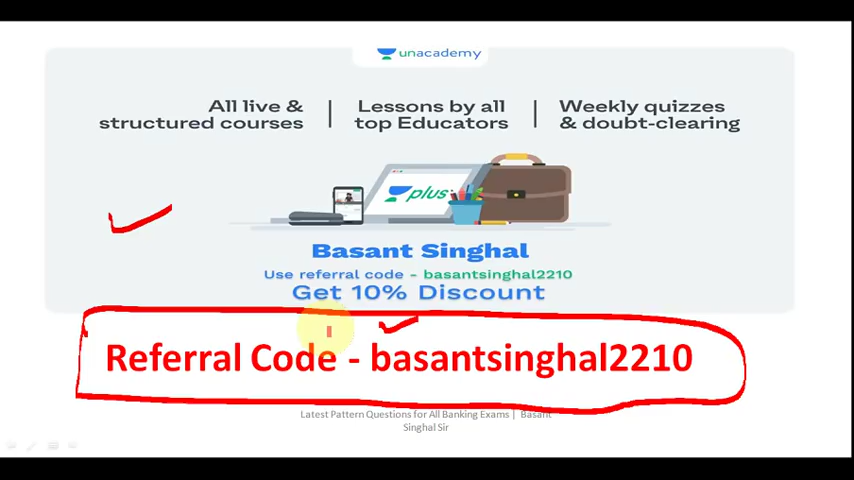 unacademy
All live &
structured courses
Lessons by all
top Educators
Weekly quizzes
& doubt-clearing
plus
Basant Singhal
Use referral code - basantsinghal2210
Get 10% Discount
Referral Code - basantsinghal2210
Latest Pattern Questions for All Banking Exams | Basant
Singhal Sir